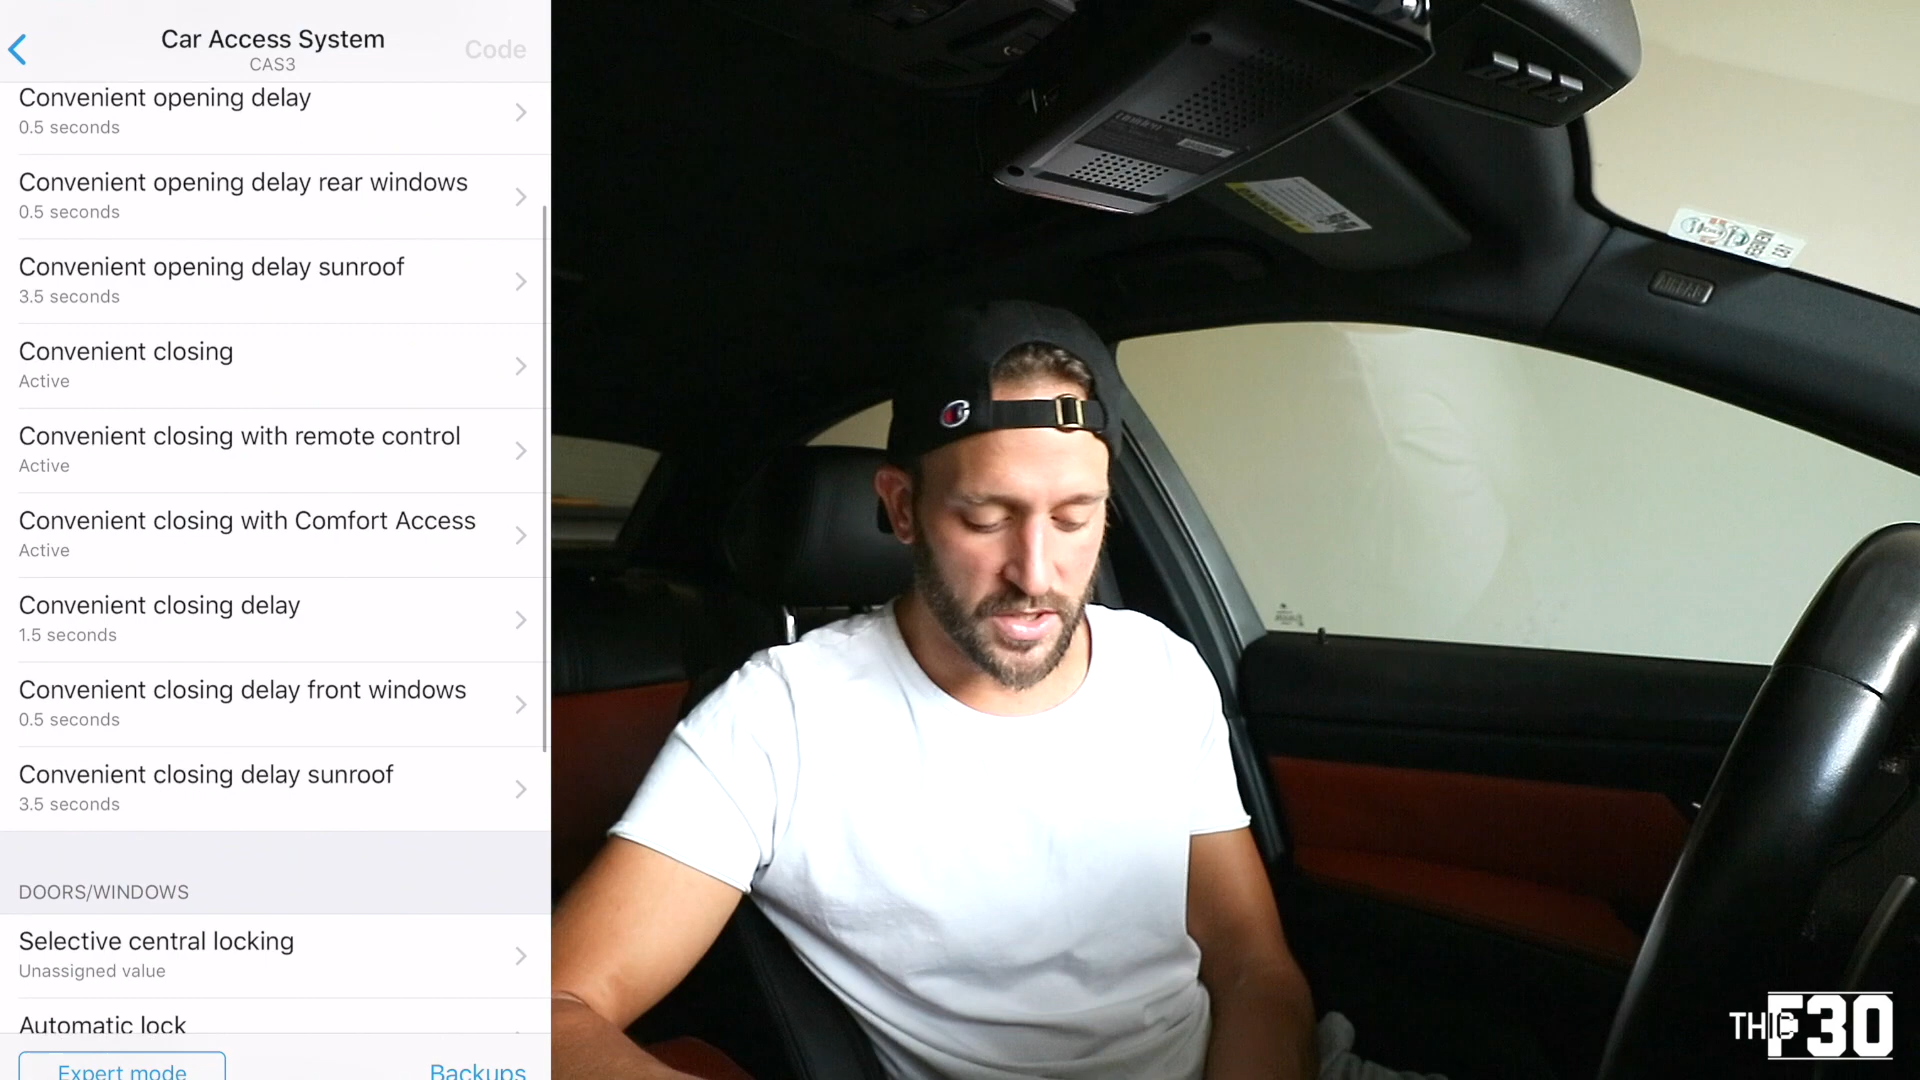 Car Access System
Code
CAS3
Convenient opening delay
0.5 seconds
Convenient opening delay rear windows
0.5 seconds
Convenient opening delay sunroof
3.5 seconds
Convenient closing
Active
Convenient closing with remote control
Active
Convenient closing with Comfort Access
Active
Convenient closing delay
1.5 seconds
Convenient closing delay front windows
0.5 seconds
Convenient closing delay sunroof
3.5 seconds
DOORS/WINDOWS
Selective central locking
Unassigned value
Automatic lock
Expert mode
Backups
AIRBAG
MEMBER
F30